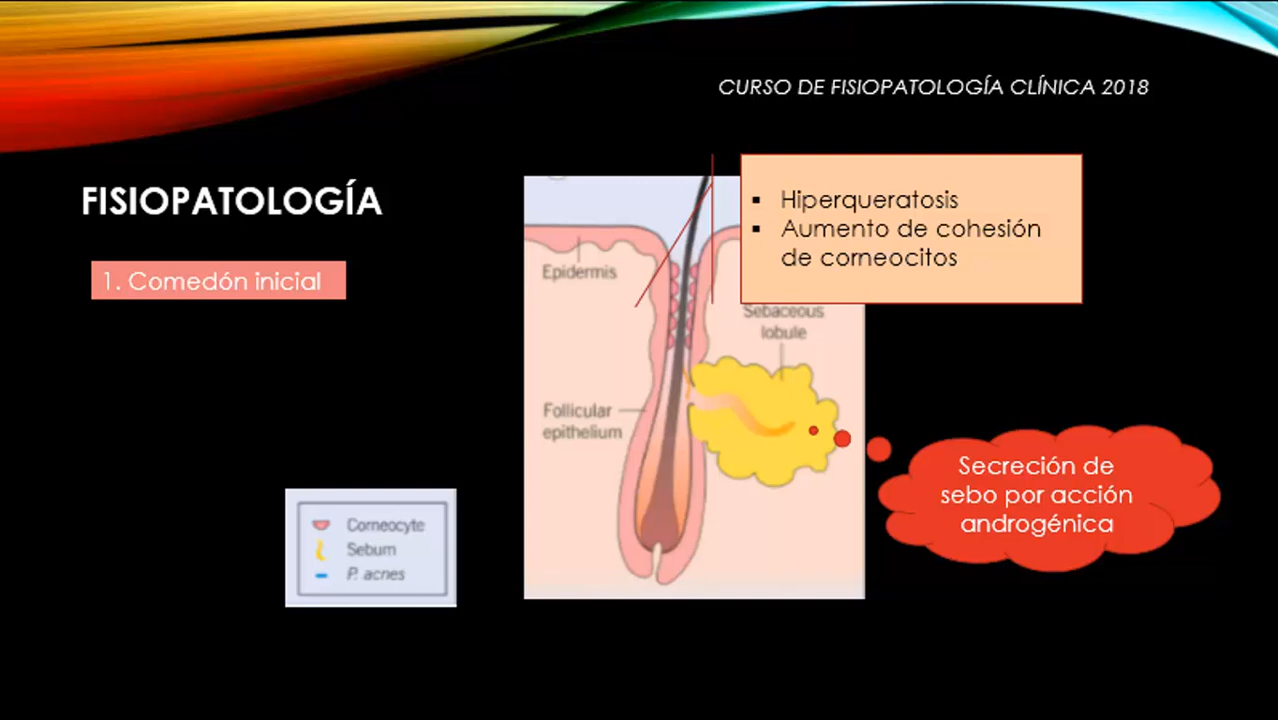 CURSO DE FISIOPATOLOGÍA CLÍNICA 2018
FISIOPATOLOGÍA
1. Comedón inicial
▪ Hiperqueratosis
▪ Aumento de cohesión
de corneocitos
Epidermis
Sebaceous
lobule
Follicular
epithelium
Secreción de
sebo por acción
androgénica
Corneocyte
Sebum
P. acnes